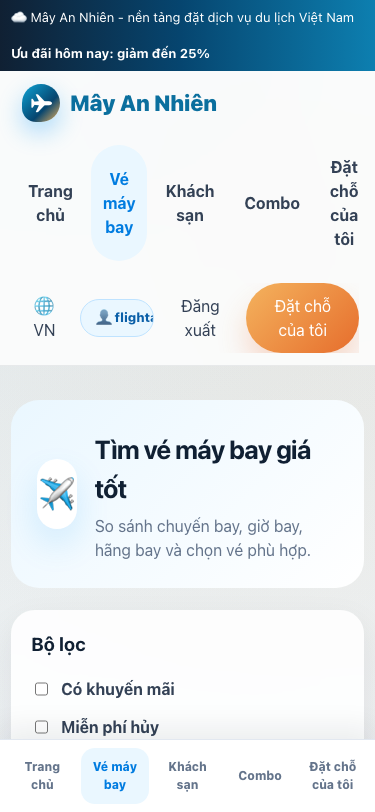 Mây An Nhiên - nền tảng đặt dịch vụ du lịch Việt Nam
Ưu đãi hôm nay: giảm đến 25%
Mây An Nhiên
Trang chủ
Vé máy bay
Khách sạn
Combo
Đặt chỗ của tôi
VN
flighta
Đăng xuất
Đặt chỗ của tôi
Tìm vé máy bay giá
tốt
So sánh chuyến bay, giờ bay,
hãng bay và chọn vé phù hợp.
Bộ lọc
Có khuyến mãi
Miễn phí hủy
Trang chủ
Vé máy bay
Khách sạn
Combo
Đặt chỗ của tôi